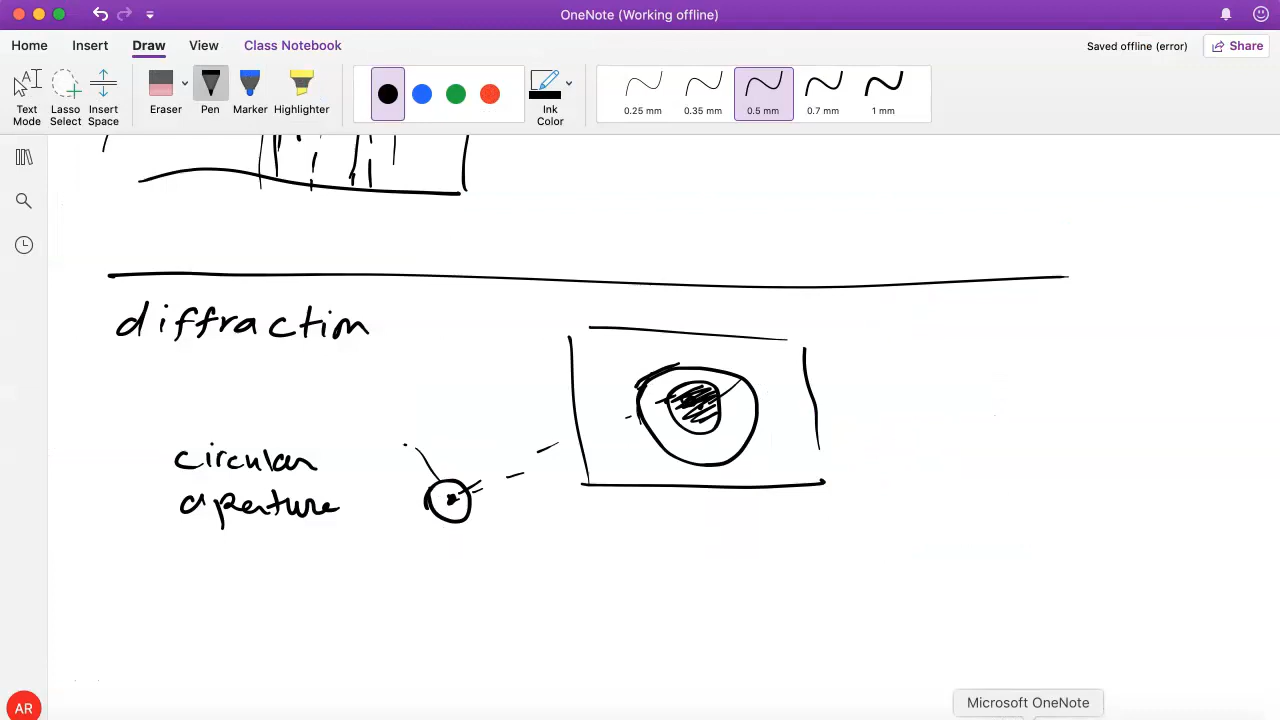 OneNote (Working offline)
Home Insert Draw View Class Notebook
Saved offline (error) Share
Text Mode
Lasso Select
Insert Space
Eraser
Pen
Marker
Highlighter
Ink Color
0.25 mm
0.35 mm
0.5 mm
0.7 mm
1 mm
diffraction
circular
aperture
AR
Microsoft OneNote